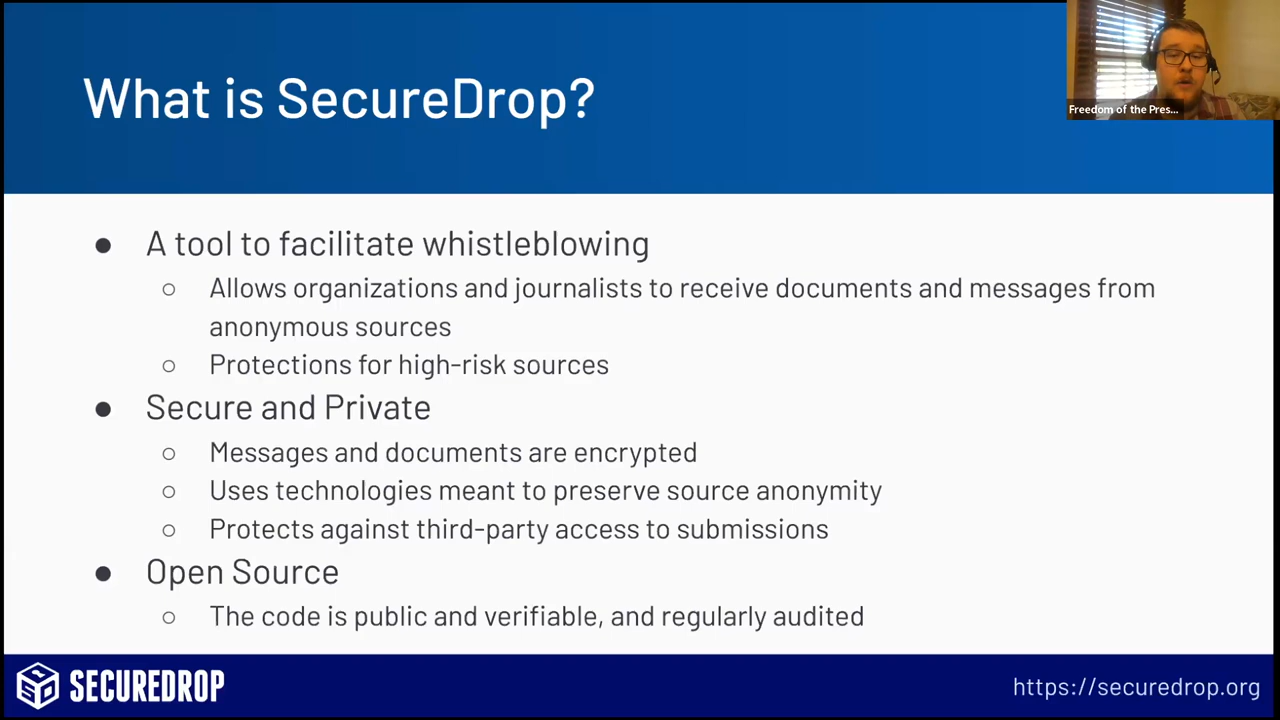 What is SecureDrop?
Freedom of the Pres...
● A tool to facilitate whistleblowing
○ Allows organizations and journalists to receive documents and messages from
anonymous sources
○ Protections for high-risk sources
● Secure and Private
○ Messages and documents are encrypted
○ Uses technologies meant to preserve source anonymity
○ Protects against third-party access to submissions
● Open Source
○ The code is public and verifiable, and regularly audited
SECUREDROP
https://securedrop.org